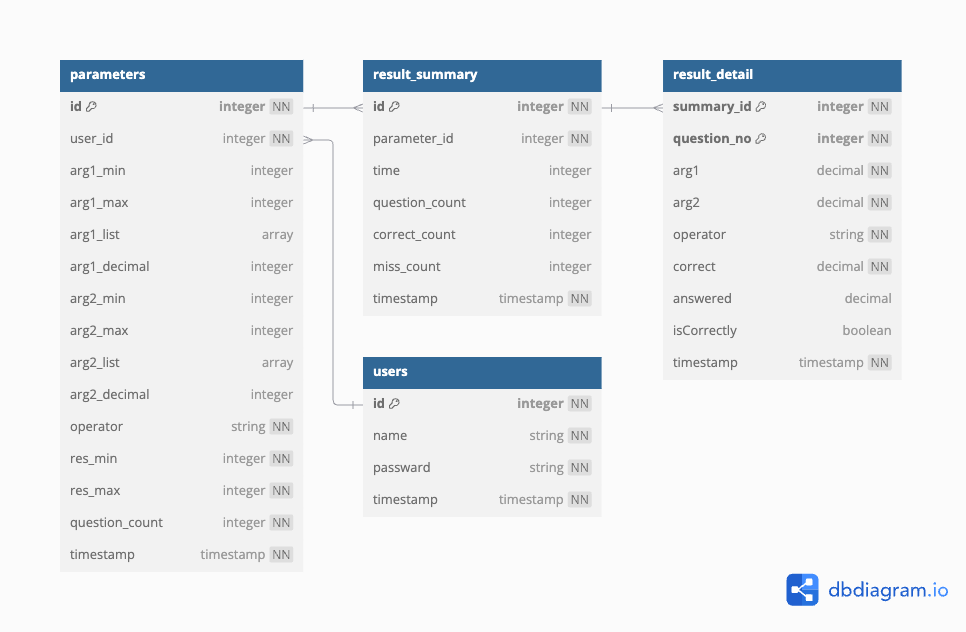 parameters
id integer NN
user_id integer NN
arg1_min integer
arg1_max integer
arg1_list array
arg1_decimal integer
arg2_min integer
arg2_max integer
arg2_list array
arg2_decimal integer
operator string NN
res_min integer NN
res_max integer NN
question_count integer NN
timestamp timestamp NN
result_summary
id integer NN
parameter_id integer NN
time integer
question_count integer
correct_count integer
miss_count integer
timestamp timestamp NN
users
id integer NN
name string NN
passward string NN
timestamp timestamp NN
result_detail
summary_id integer NN
question_no integer NN
arg1 decimal NN
arg2 decimal NN
operator string NN
correct decimal NN
answered decimal
isCorrectly boolean
timestamp timestamp NN
dbdiagram.io